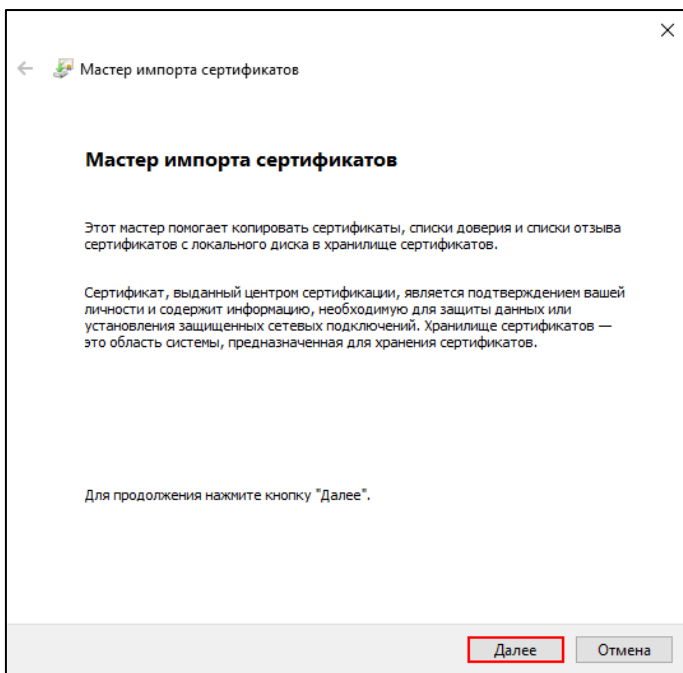 Мастер импорта сертификатов
Мастер импорта сертификатов
Этот мастер помогает копировать сертификаты, списки доверия и списки отзыва
сертификатов с локального диска в хранилище сертификатов.
Сертификат, выданный центром сертификации, является подтверждением вашей
личности и содержит информацию, необходимую для защиты данных или
установления защищенных сетевых подключений. Хранилище сертификатов —
это область системы, предназначенная для хранения сертификатов.
Для продолжения нажмите кнопку "Далее".
Далее
Отмена